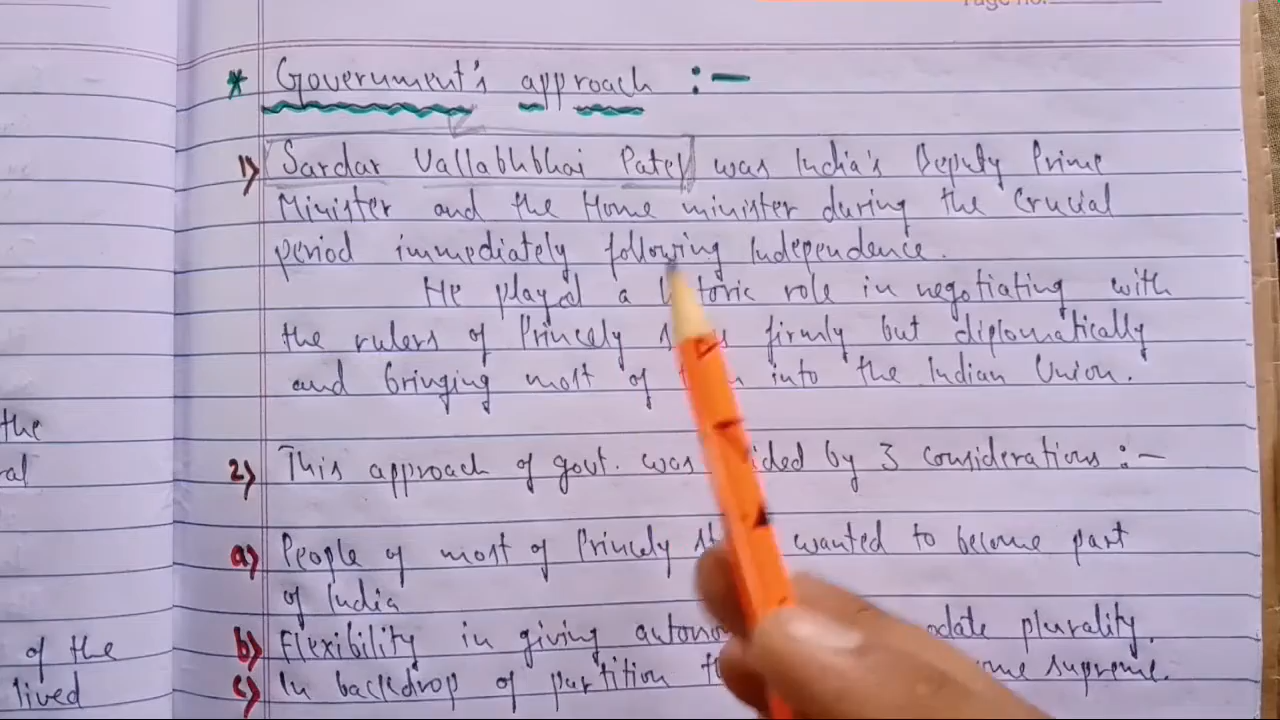 Page no.
* Government's approach :-
1) Sardar Vallabhbhai Patel was India's Deputy Prime
Minister and the Home minister during the crucial
period immediately following Independence.
He played a role in negotiating with
the rulers of Princely firmly but diplomatically
and bringing most of into the Indian Union.
the
ral
2) This approach of govt. was by 3 considerations :-
a) People of most of Princely wanted to become part
of India
b) Flexibility in giving plurality.
of the
c) In backdrop of partition supreme.
lived